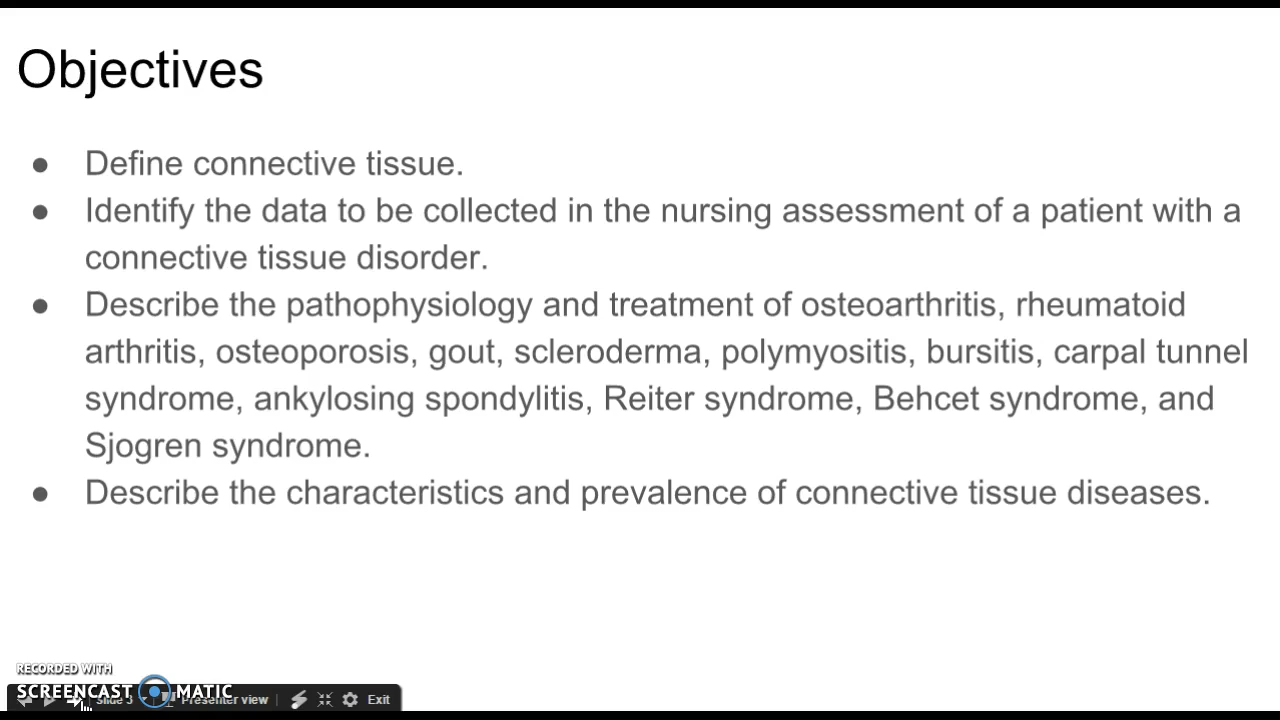 Objectives
● Define connective tissue.
● Identify the data to be collected in the nursing assessment of a patient with a
connective tissue disorder.
● Describe the pathophysiology and treatment of osteoarthritis, rheumatoid
arthritis, osteoporosis, gout, scleroderma, polymyositis, bursitis, carpal tunnel
syndrome, ankylosing spondylitis, Reiter syndrome, Behcet syndrome, and
Sjogren syndrome.
● Describe the characteristics and prevalence of connective tissue diseases.
RECORDED WITH
SCREENCAST MATIC
Slide 3 Presenter view Exit